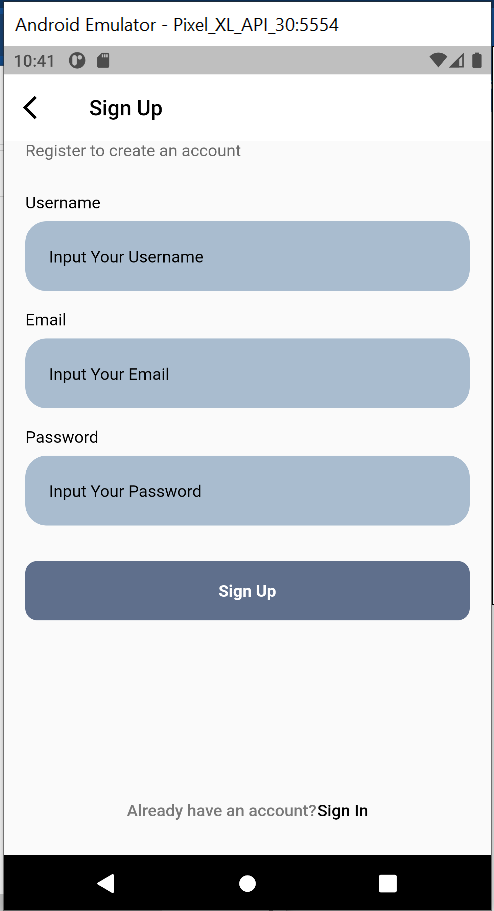 Android Emulator - Pixel_XL_API_30:5554
10:41
Sign Up
Register to create an account
Username
Input Your Username
Email
Input Your Email
Password
Input Your Password
Sign Up
Already have an account?Sign In